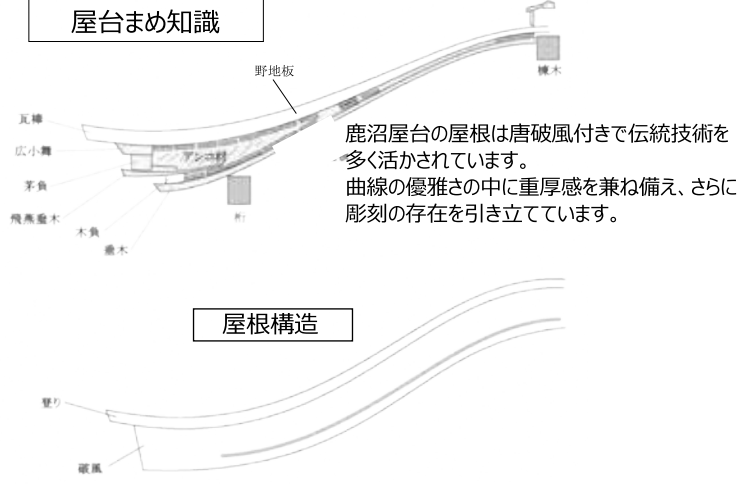 屋台まめ知識
野地板
棟木
瓦棒
広小舞
アンコ材
茅負
飛燕垂木
木負
垂木
桁
鹿沼屋台の屋根は唐破風付きで伝統技術を
多く活かされています。
曲線の優雅さの中に重厚感を兼ね備え、さらに
彫刻の存在を引き立てています。
屋根構造
登り
破風